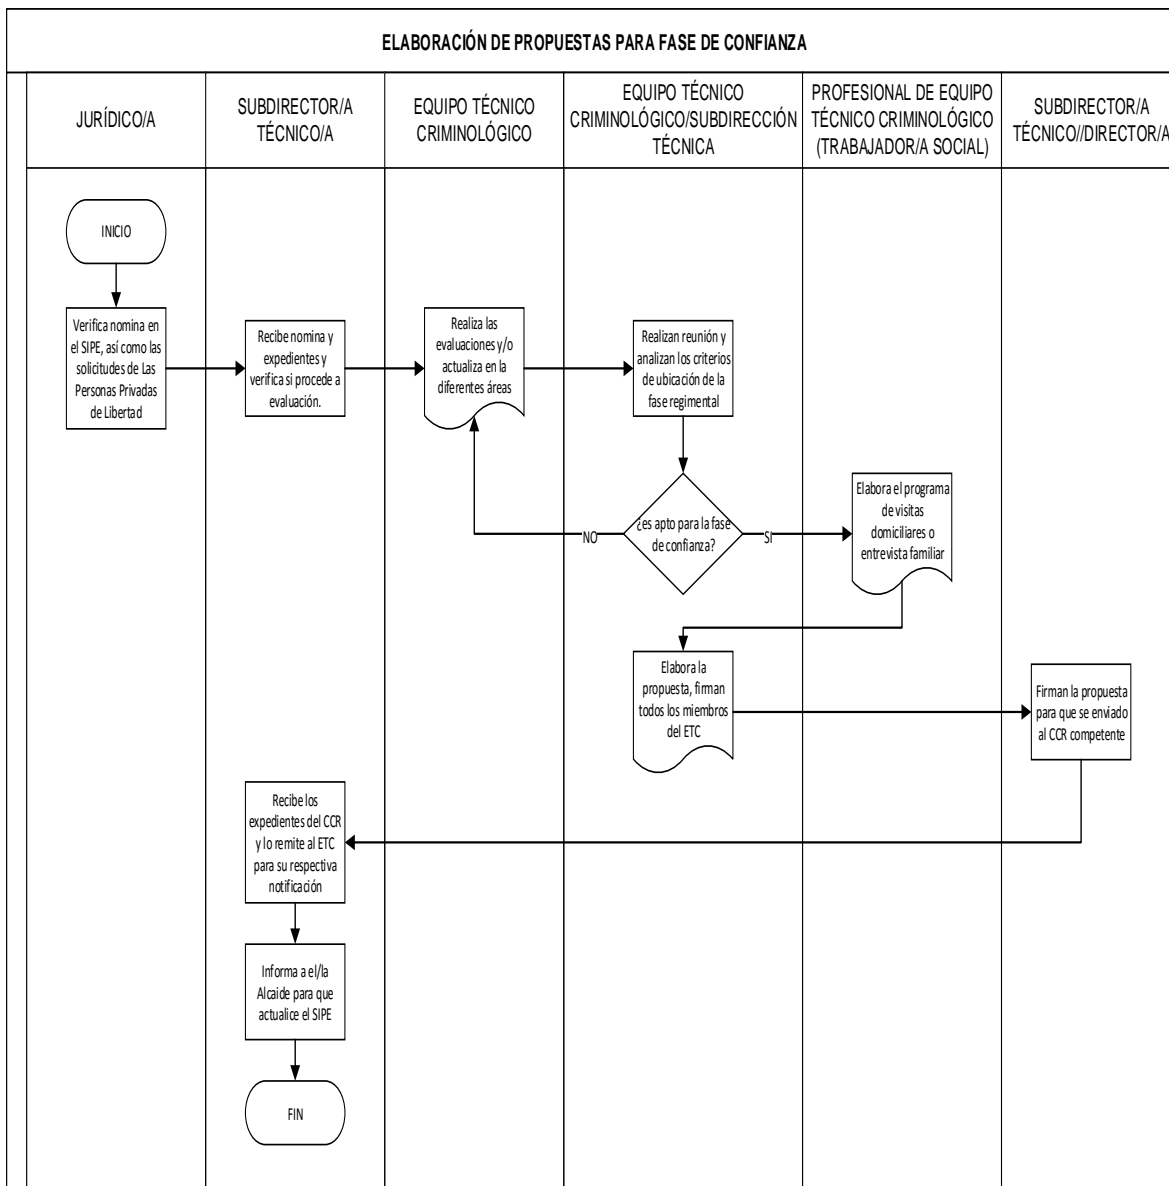 ELABORACIÓN DE PROPUESTAS PARA FASE DE CONFIANZA
JURÍDICO/A
SUBDIRECTOR/A
TÉCNICO/A
EQUIPO TÉCNICO
CRIMINOLÓGICO
EQUIPO TÉCNICO
CRIMINOLÓGICO/SUBDIRECCIÓN
TÉCNICA
PROFESIONAL DE EQUIPO
TÉCNICO CRIMINOLÓGICO
(TRABAJADOR/A SOCIAL)
SUBDIRECTOR/A
TÉCNICO//DIRECTOR/A
INICIO
Verifica nomina en
el SIPE, así como las
solicitudes de Las
Personas Privadas
de Libertad
Recibe nomina y
expedientes y
verifica si procede a
evaluación.
Realiza las
evaluaciones y/o
actualiza en la
diferentes áreas
Realizan reunión y
analizan los criterios
de ubicación de la
fase regimental
¿es apto para la fase
de confianza?
NO
SI
Elabora el programa
de visitas
domiciliares o
entrevista familiar
Elabora la
propuesta, firman
todos los miembros
del ETC
Firman la propuesta
para que se enviado
al CCR competente
Recibe los
expedientes del CCR
y lo remite al ETC
para su respectiva
notificación
Informa a el/la
Alcaide para que
actualice el SIPE
FIN